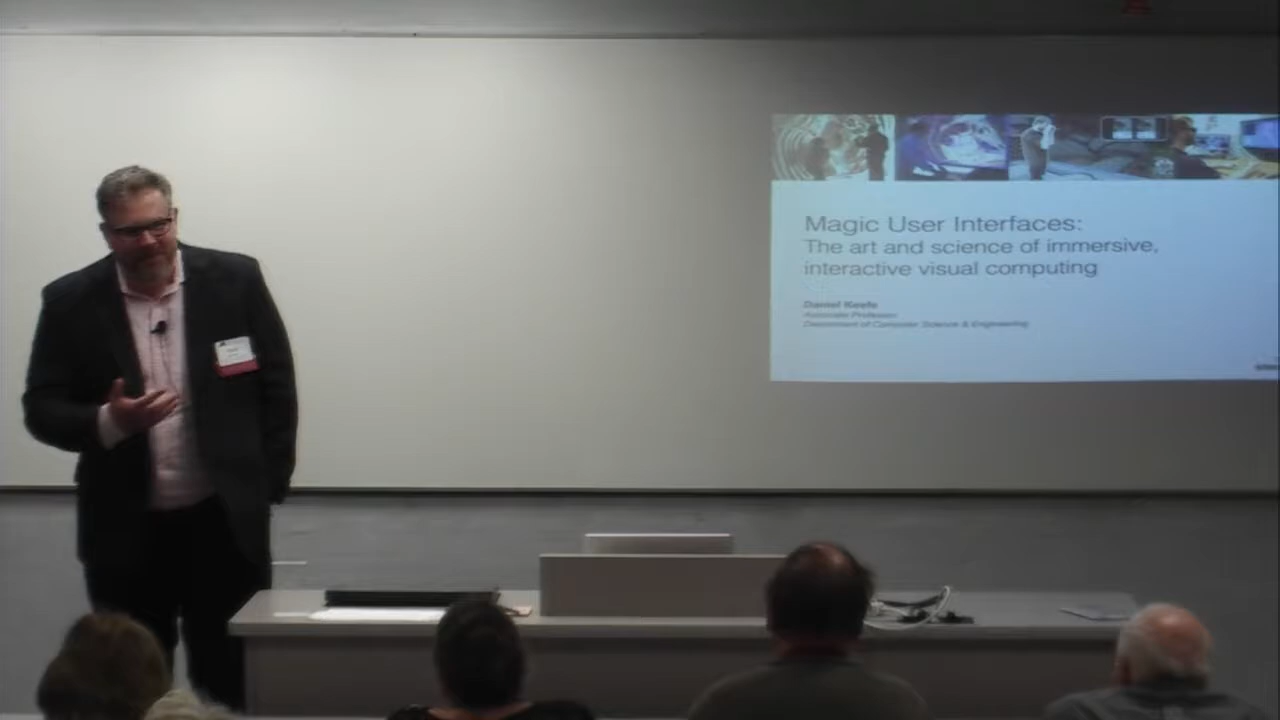 Magic User Interfaces:
The art and science of immersive,
interactive visual computing
Daniel Keefe
Associate Professor
Department of Computer Science & Engineering